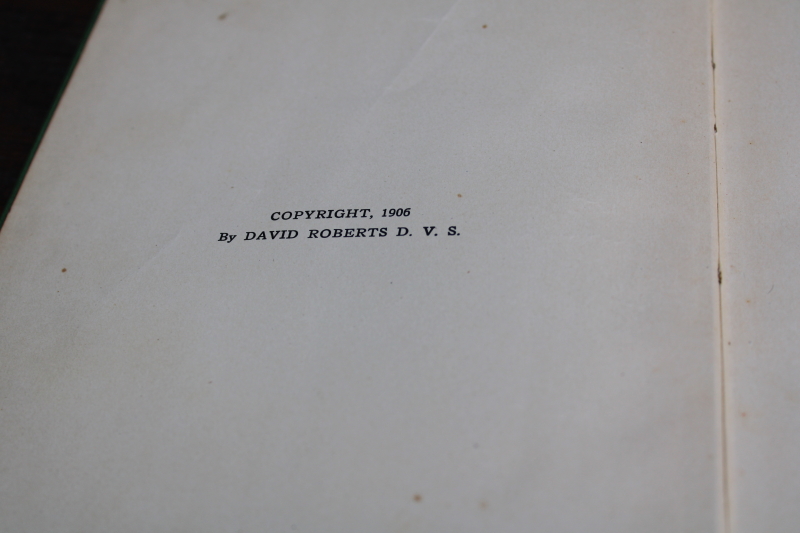 COPYRIGHT, 1906
By DAVID ROBERTS D. V. S.